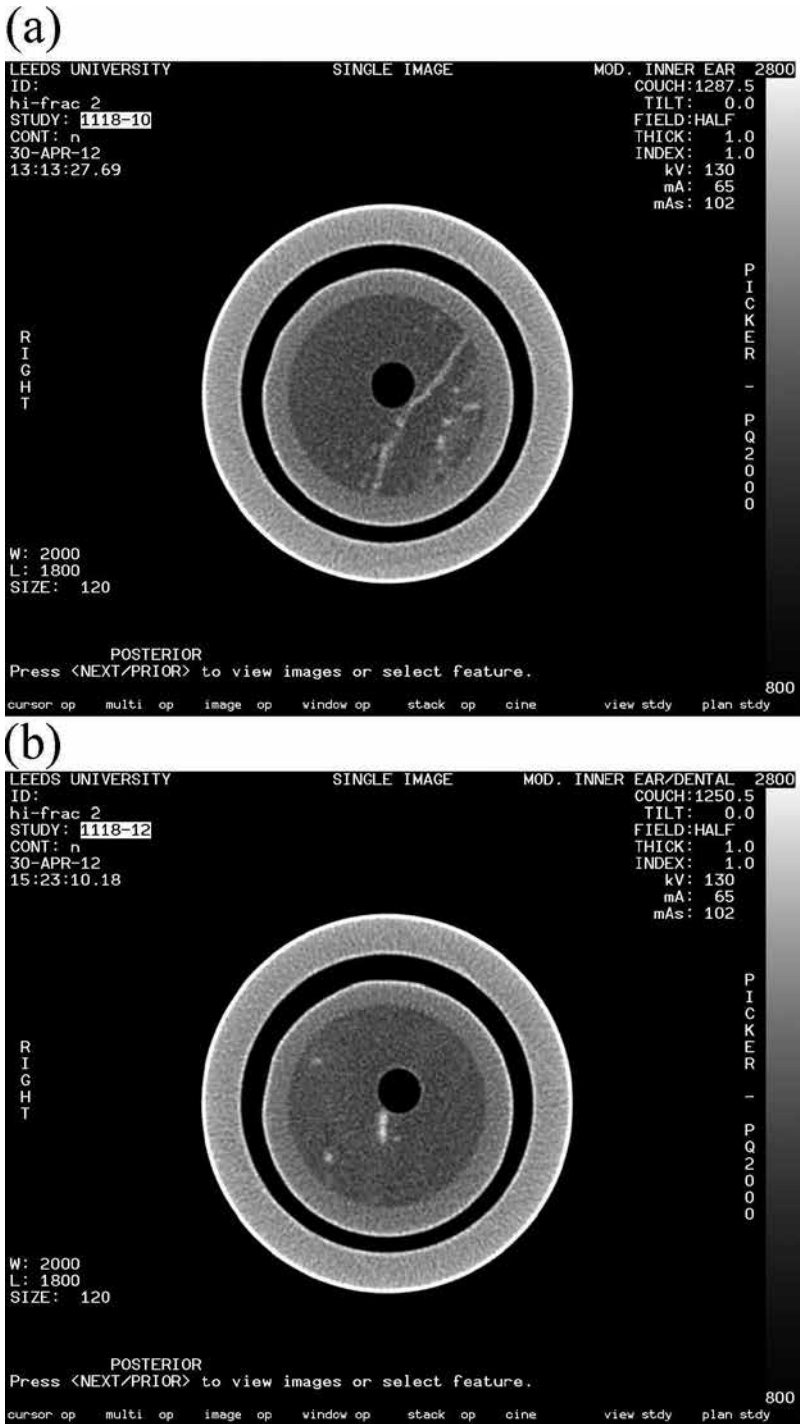 (a)
LEEDS UNIVERSITY SINGLE IMAGE MOD. INNER EAR 2800
ID: COUCH:1287.5
hi-frac 2 TILT: 0.0
STUDY: 1118-10 FIELD:HALF
CONT: n THICK: 1.0
30-APR-12 INDEX: 1.0
13:13:27.69 kV: 130
mA: 65
mAs: 102
RIGHT
PICKER - PQ2000
W: 2000
L: 1800
SIZE: 120
POSTERIOR
Press <NEXT/PRIOR> to view images or select feature.
800
cursor op multi op image op window op stack op cine view stdy plan stdy
(b)
LEEDS UNIVERSITY SINGLE IMAGE MOD. INNER EAR/DENTAL 2800
ID: COUCH:1250.5
hi-frac 2 TILT: 0.0
STUDY: 1118-12 FIELD:HALF
CONT: n THICK: 1.0
30-APR-12 INDEX: 1.0
15:23:10.18 kV: 130
mA: 65
mAs: 102
RIGHT
PICKER - PQ2000
W: 2000
L: 1800
SIZE: 120
POSTERIOR
Press <NEXT/PRIOR> to view images or select feature.
800
cursor op multi op image op window op stack op cine view stdy plan stdy